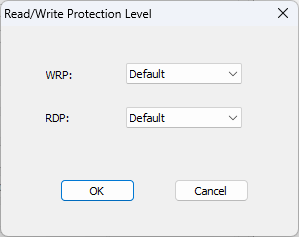 Read/Write Protection Level
WRP: Default
RDP: Default
OK Cancel